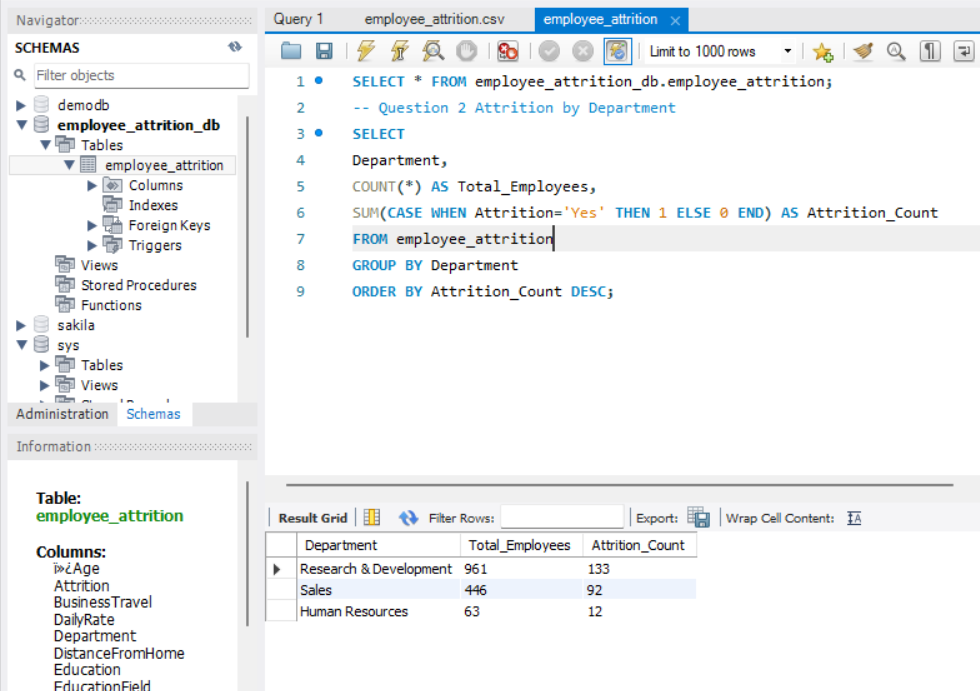 Navigator
SCHEMAS
Filter objects
demodb
employee_attrition_db
Tables
employee_attrition
Columns
Indexes
Foreign Keys
Triggers
Views
Stored Procedures
Functions
sakila
sys
Tables
Views
Administration Schemas
Information
Table:
employee_attrition
Columns:
ï»¿Age
Attrition
BusinessTravel
DailyRate
Department
DistanceFromHome
Education
EducationField
Query 1 employee_attrition.csv employee_attrition
Limit to 1000 rows
1 SELECT * FROM employee_attrition_db.employee_attrition;
2 -- Question 2 Attrition by Department
3 SELECT
4 Department,
5 COUNT(*) AS Total_Employees,
6 SUM(CASE WHEN Attrition='Yes' THEN 1 ELSE 0 END) AS Attrition_Count
7 FROM employee_attrition
8 GROUP BY Department
9 ORDER BY Attrition_Count DESC;
Result Grid Filter Rows: Export: Wrap Cell Content: IA
Department Total_Employees Attrition_Count
Research & Development 961 133
Sales 446 92
Human Resources 63 12